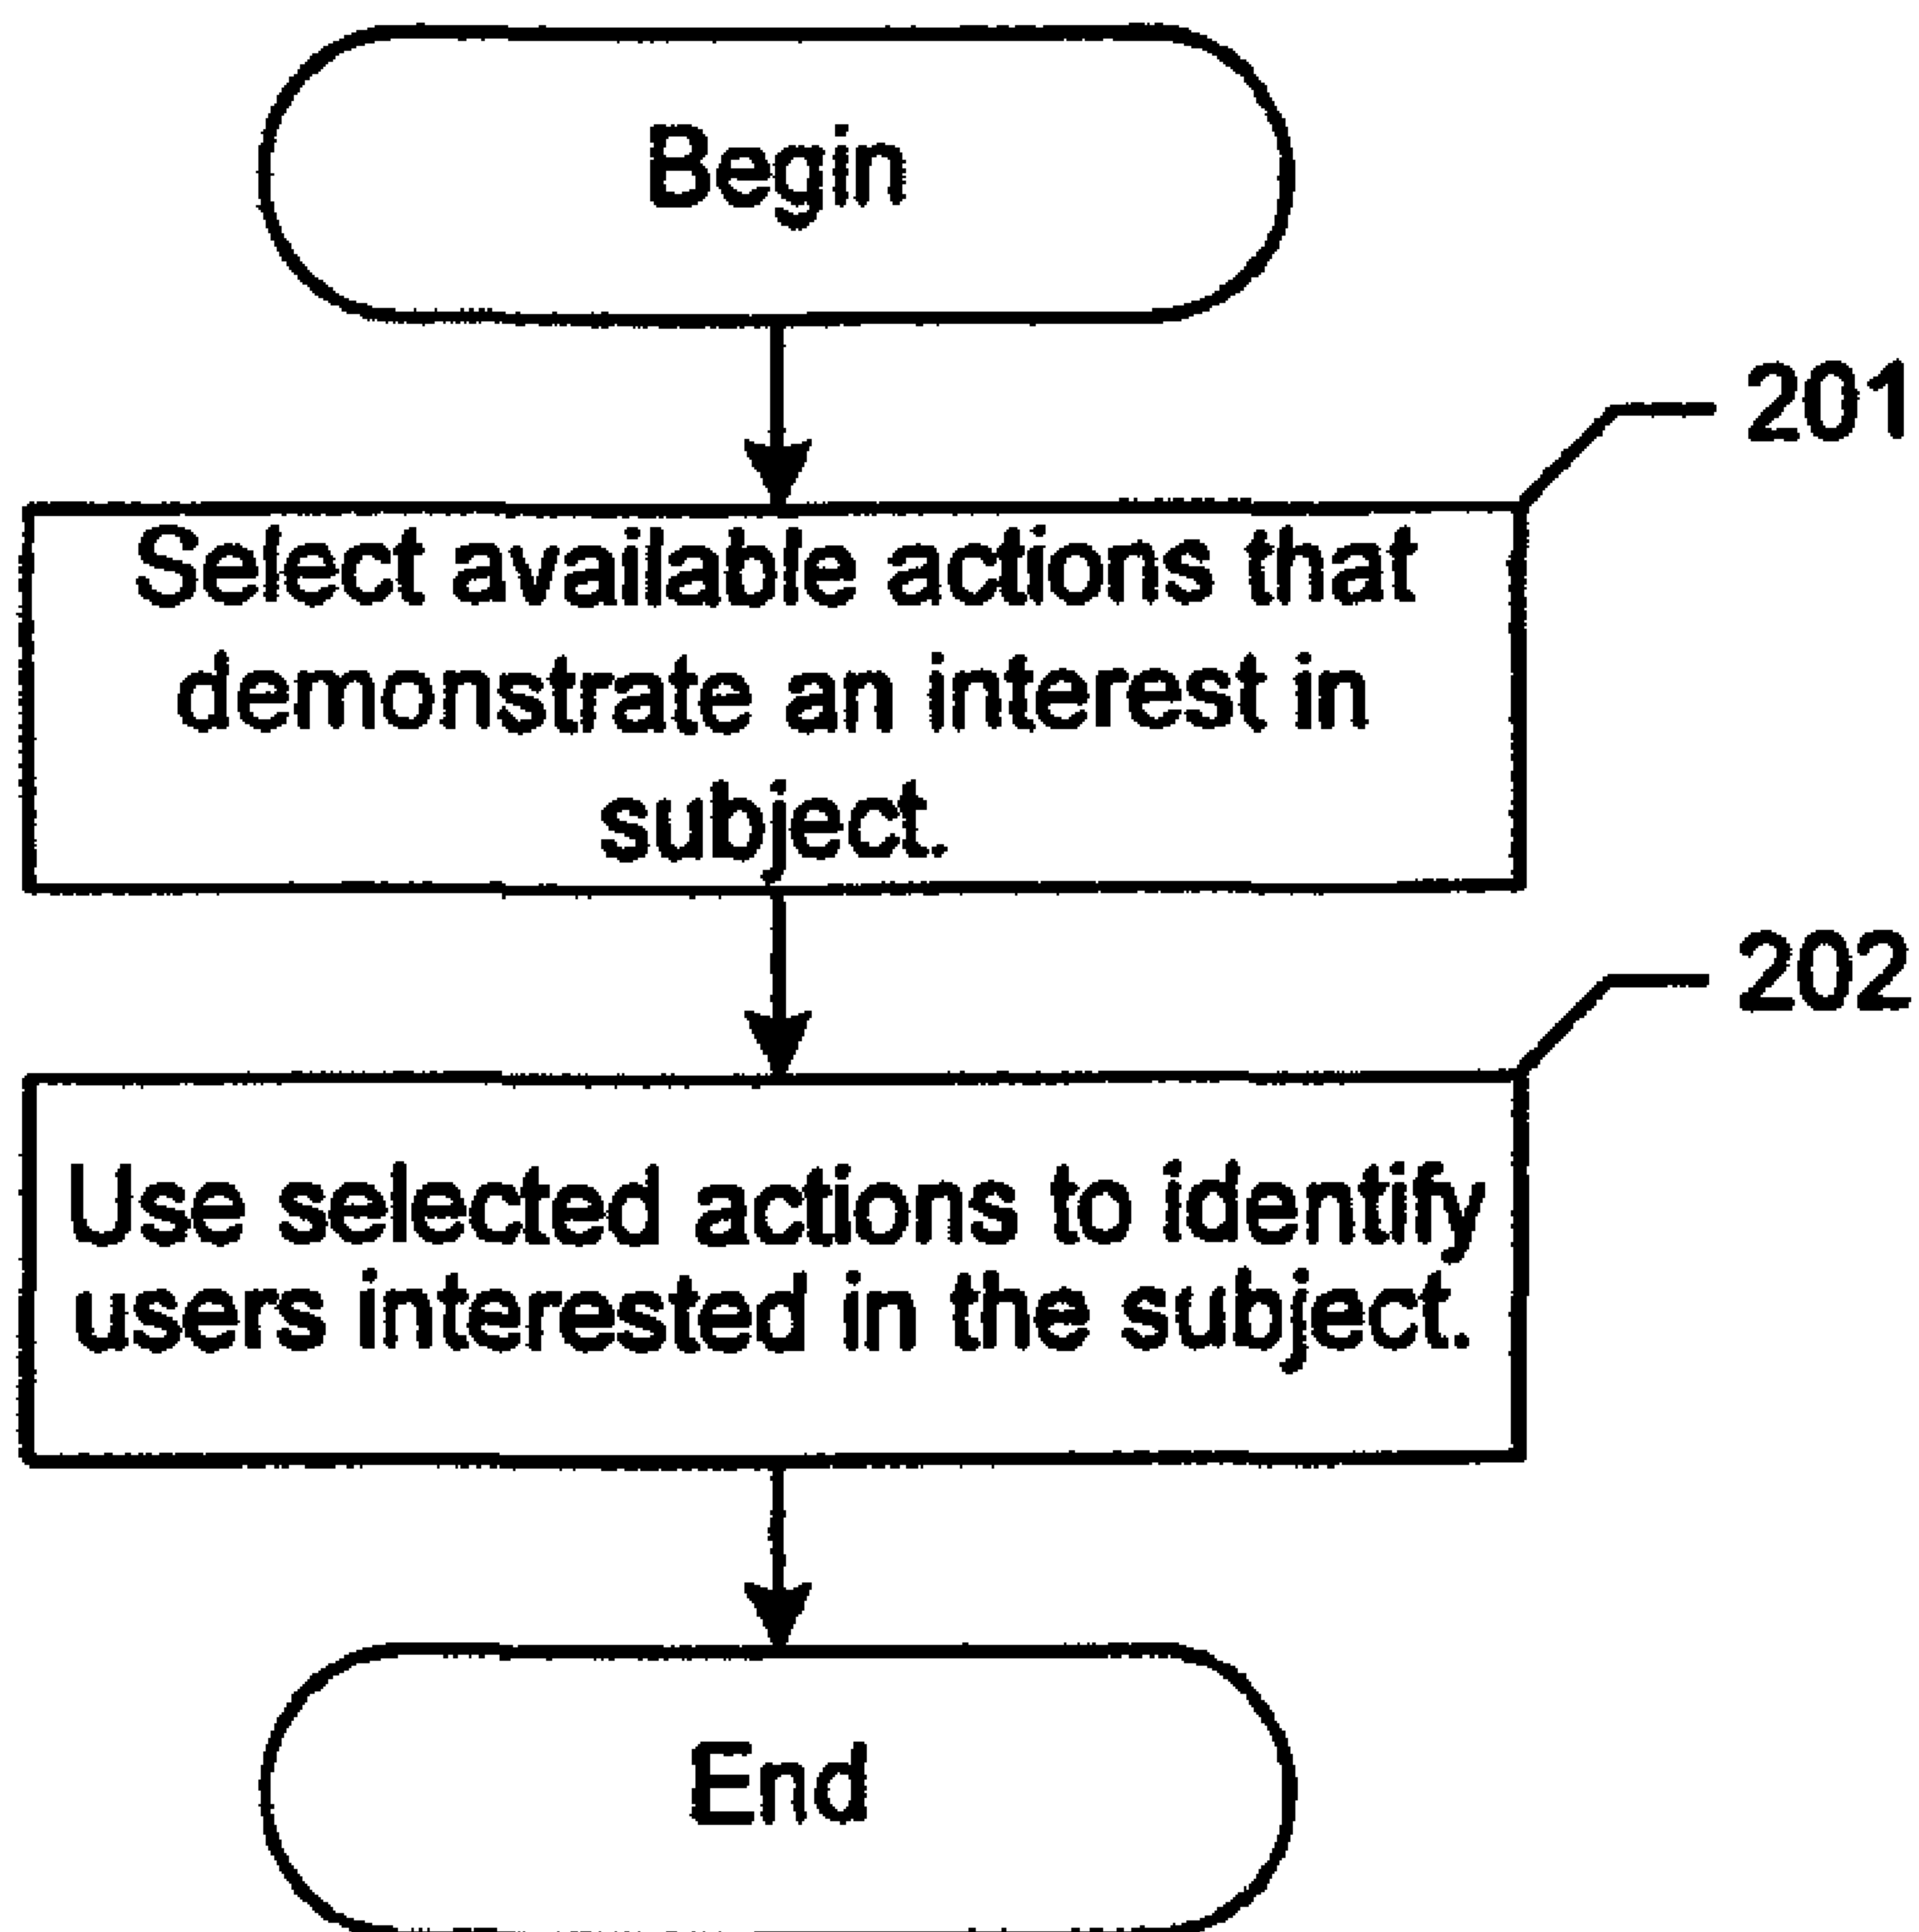 Begin
201
Select available actions that
demonstrate an interest in
subject.
202
Use selected actions to identify
users interested in the subject.
End